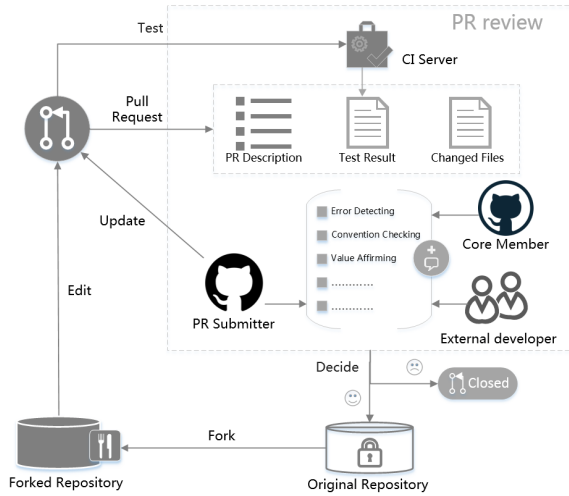 PR review
Test
CI Server
Pull
Request
PR Description
Test Result
Changed Files
Error Detecting
Convention Checking
Value Affirming
............
............
Core Member
Update
PR Submitter
Edit
External developer
Decide
Closed
Fork
Forked Repository
Original Repository